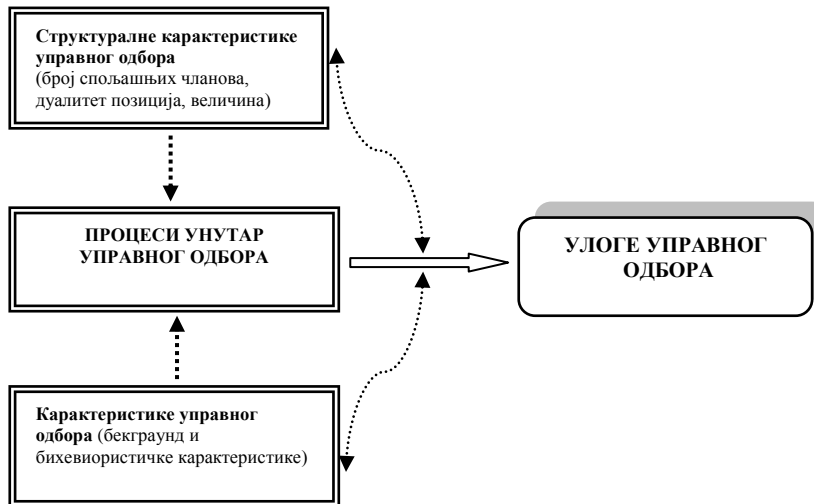 Структуралне карактеристике
управног одбора
(број спољашњих чланова,
дуалитет позиција, величина)
ПРОЦЕСИ УНУТАР
УПРАВНОГ ОДБОРА
УЛОГЕ УПРАВНОГ
ОДБОРА
Карактеристике управног
одбора (бекграунд и
бихевиористичке карактеристике)